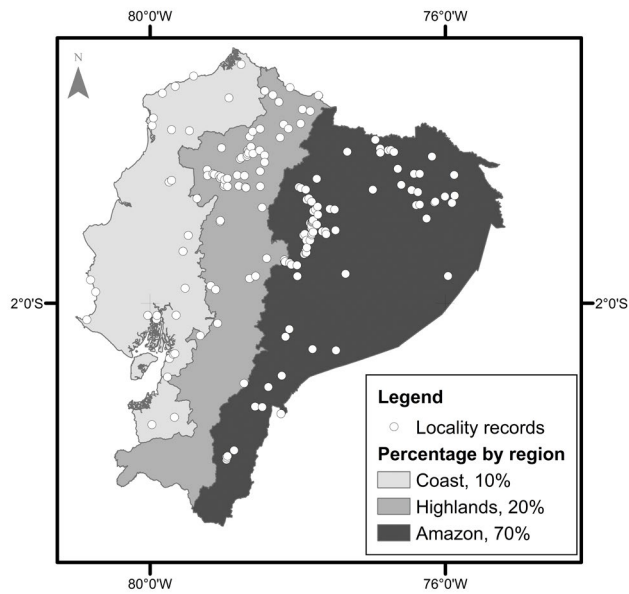 80°0'W 76°0'W
N
2°0'S 2°0'S
Legend
Locality records
Percentage by region
Coast, 10%
Highlands, 20%
Amazon, 70%
80°0'W 76°0'W